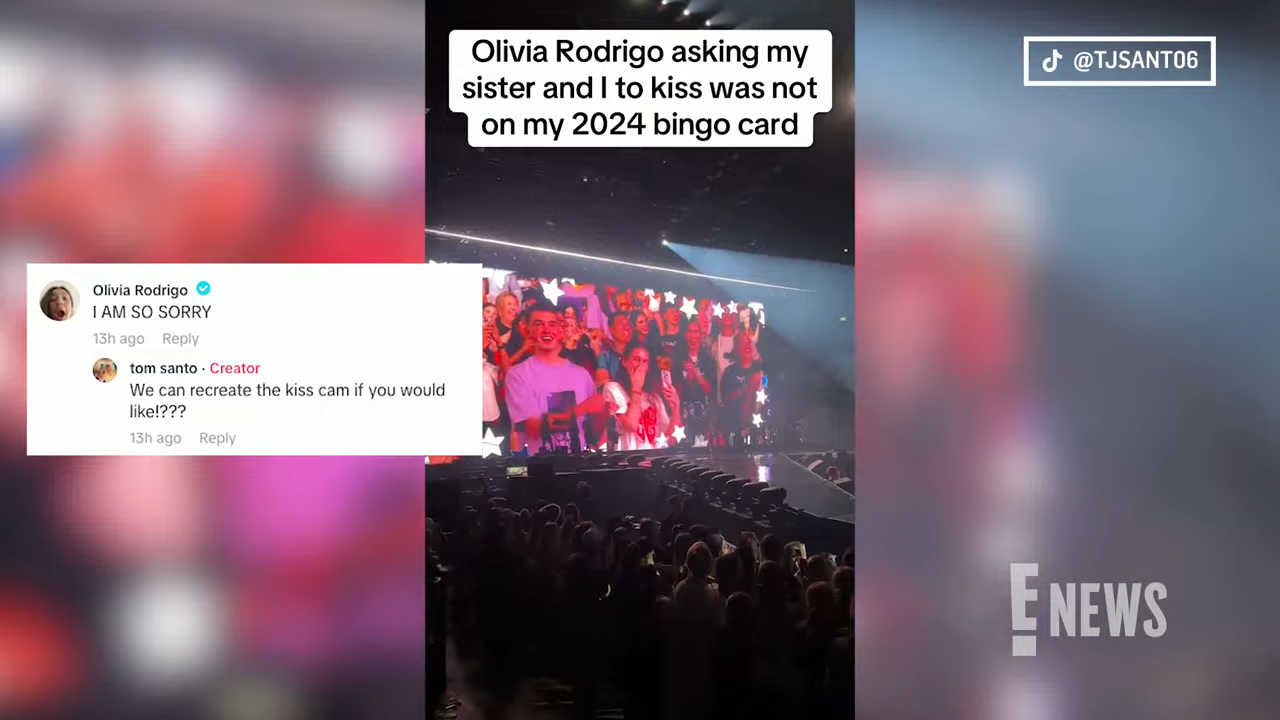 Olivia Rodrigo asking my
sister and I to kiss was not
on my 2024 bingo card
@TJSANT06
Olivia Rodrigo
I AM SO SORRY
13h ago Reply
tom santo · Creator
We can recreate the kiss cam if you would
like!???
13h ago Reply
E! NEWS